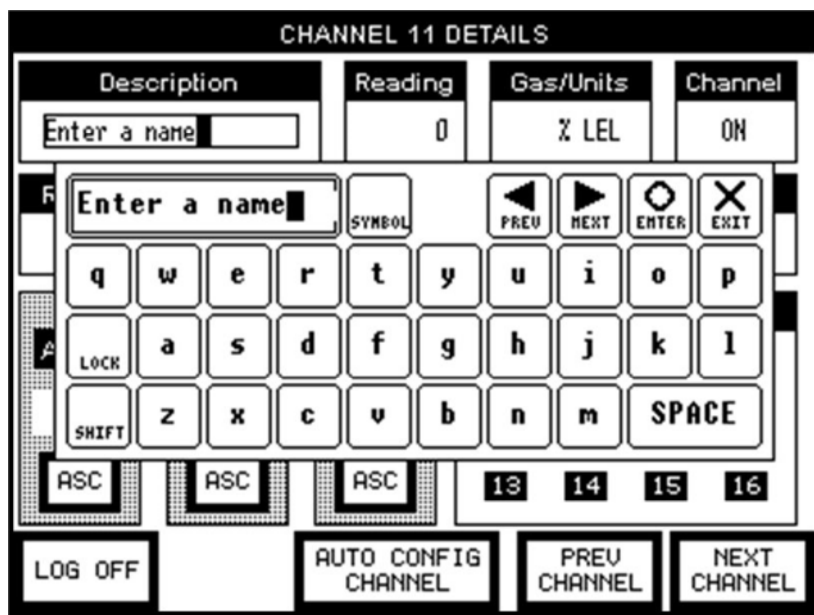 CHANNEL 11 DETAILS
Description Reading Gas/Units Channel
Enter a name 0 % LEL ON
Enter a name SYMBOL PREV NEXT ENTER EXIT
q w e r t y u i o p
LOCK a s d f g h j k l
SHIFT z x c v b n m SPACE
ASC ASC ASC 13 14 15 16
LOG OFF AUTO CONFIG PREV NEXT
CHANNEL CHANNEL CHANNEL